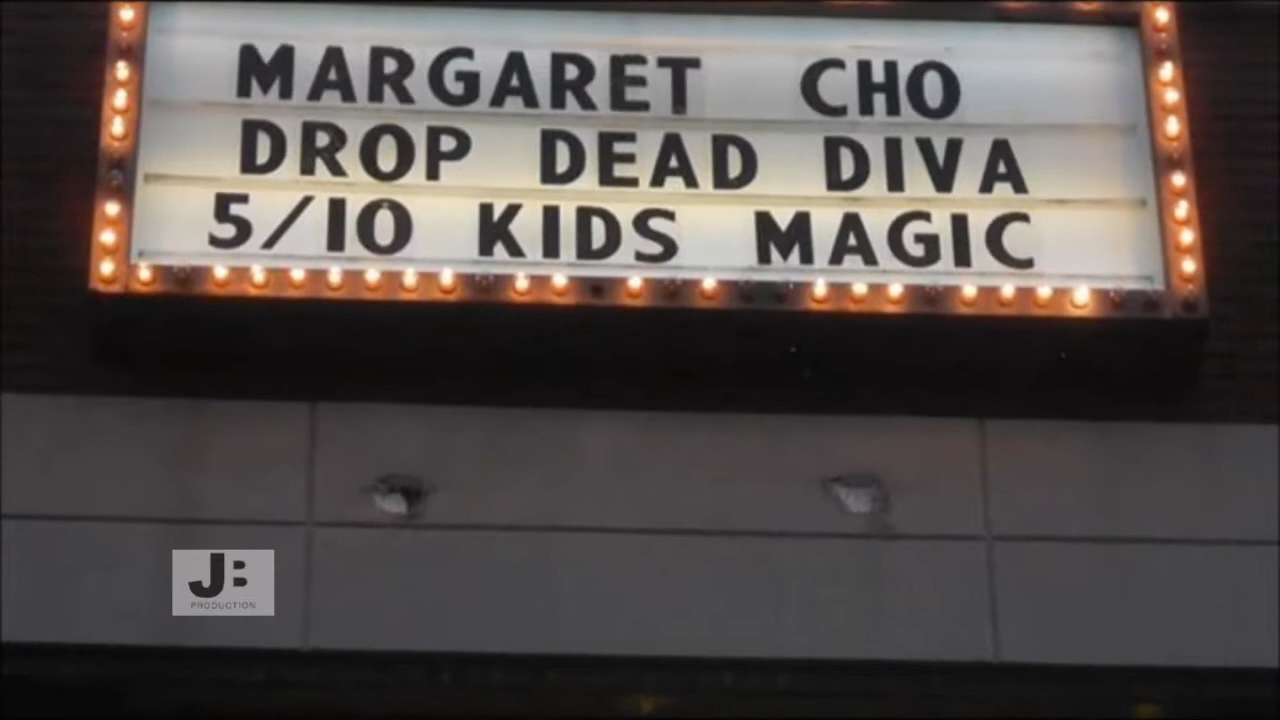 MARGARET CHO
DROP DEAD DIVA
5/10 KIDS MAGIC
JB
PRODUCTION